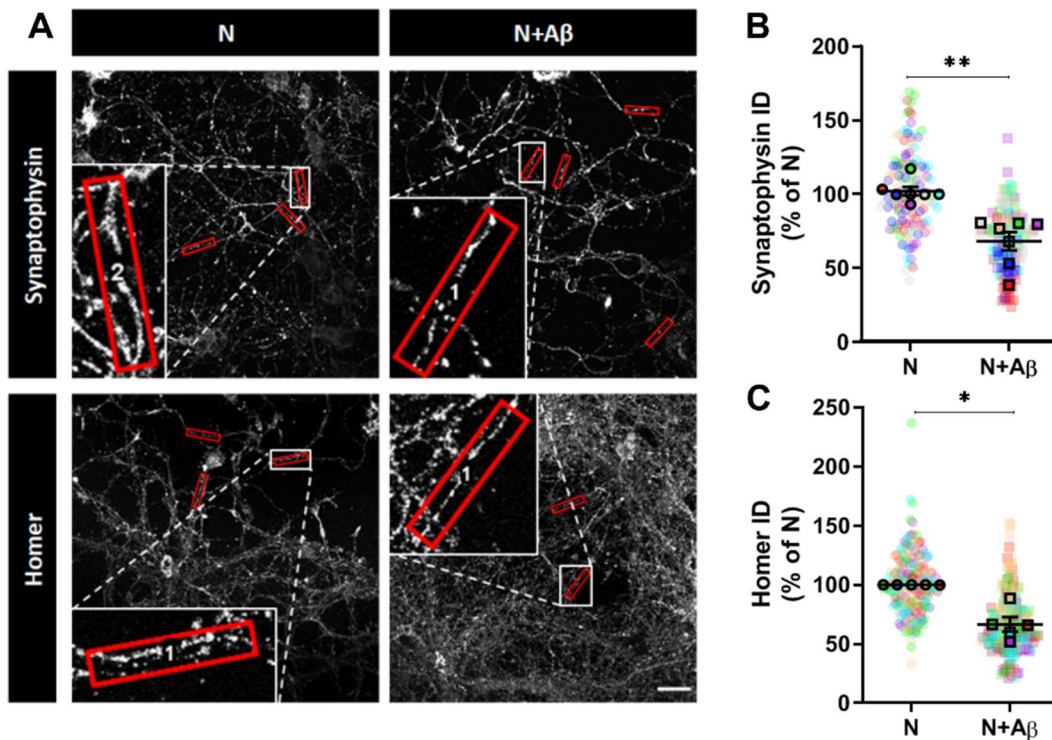 A
N
N+Aβ
Synaptophysin
2
1
Homer
1
1
B
Synaptophysin ID
(% of N)
200
150
100
50
0
**
N
N+Aβ
C
Homer ID
(% of N)
250
200
150
100
50
0
*
N
N+Aβ